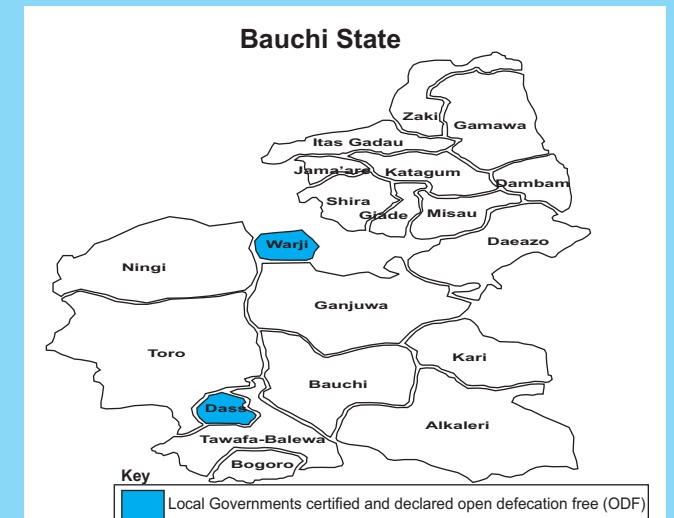 Bauchi State
Zaki
Gamawa
Itas Gadau
Jama'are
Katagum
Dambam
Shira
Giade
Misau
Daeazo
Warji
Ningi
Ganjuwa
Toro
Kari
Bauchi
Dass
Alkaleri
Tawafa-Balewa
Bogoro
Key
Local Governments certified and declared open defecation free (ODF)